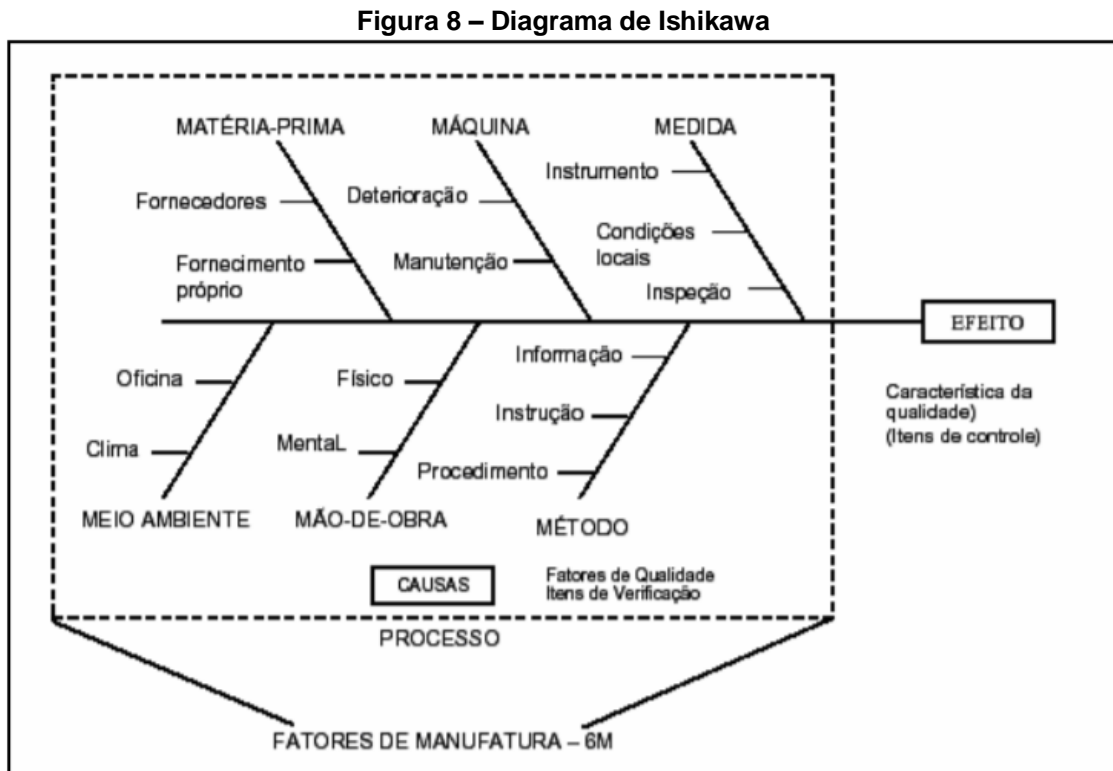 Figura 8 – Diagrama de Ishikawa
MATÉRIA-PRIMA
MÁQUINA
MEDIDA
Fornecedores
Fornecimento
próprio
Deterioração
Manutenção
Instrumento
Condições
locais
Inspeção
EFEITO
Característica da
qualidade)
(Itens de controle)
Oficina
Clima
MEIO AMBIENTE
Físico
MentaL
MÃO-DE-OBRA
Informação
Instrução
Procedimento
MÉTODO
CAUSAS
Fatores de Qualidade
Itens de Verificação
PROCESSO
FATORES DE MANUFATURA – 6M